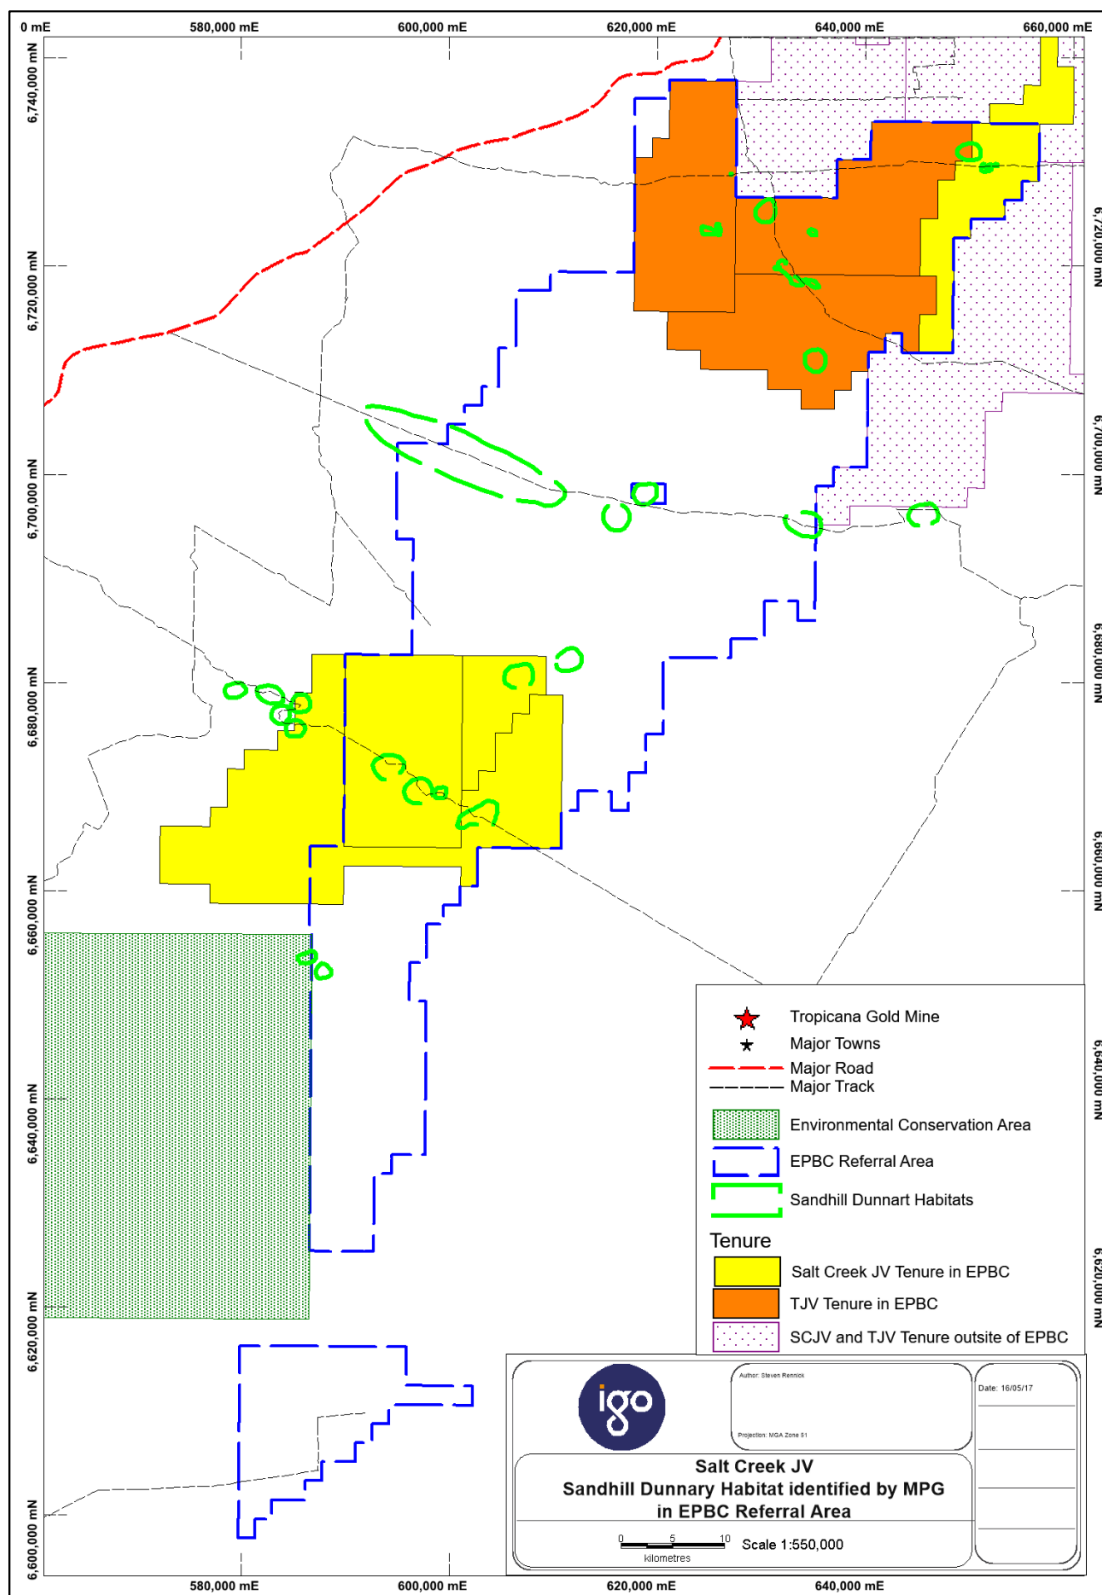 0 mE
580,000 mE
600,000 mE
620,000 mE
640,000 mE
660,000 mE
6,740,000 mN
6,720,000 mN
6,700,000 mN
6,680,000 mN
6,660,000 mN
6,640,000 mN
6,620,000 mN
6,600,000 mN
6,720,000 mN
6,700,000 mN
6,680,000 mN
6,660,000 mN
6,640,000 mN
6,620,000 mN
Tropicana Gold Mine
Major Towns
Major Road
Major Track
Environmental Conservation Area
EPBC Referral Area
Sandhill Dunnart Habitats
Tenure
Salt Creek JV Tenure in EPBC
TJV Tenure in EPBC
SCJV and TJV Tenure outsite of EPBC
igo
Author: Steven Rennick
Projection: MGA Zone 51
Date: 16/05/17
Salt Creek JV
Sandhill Dunnary Habitat identified by MPG
in EPBC Referral Area
0 5 10
kilometres
Scale 1:550,000
580,000 mE
600,000 mE
620,000 mE
640,000 mE